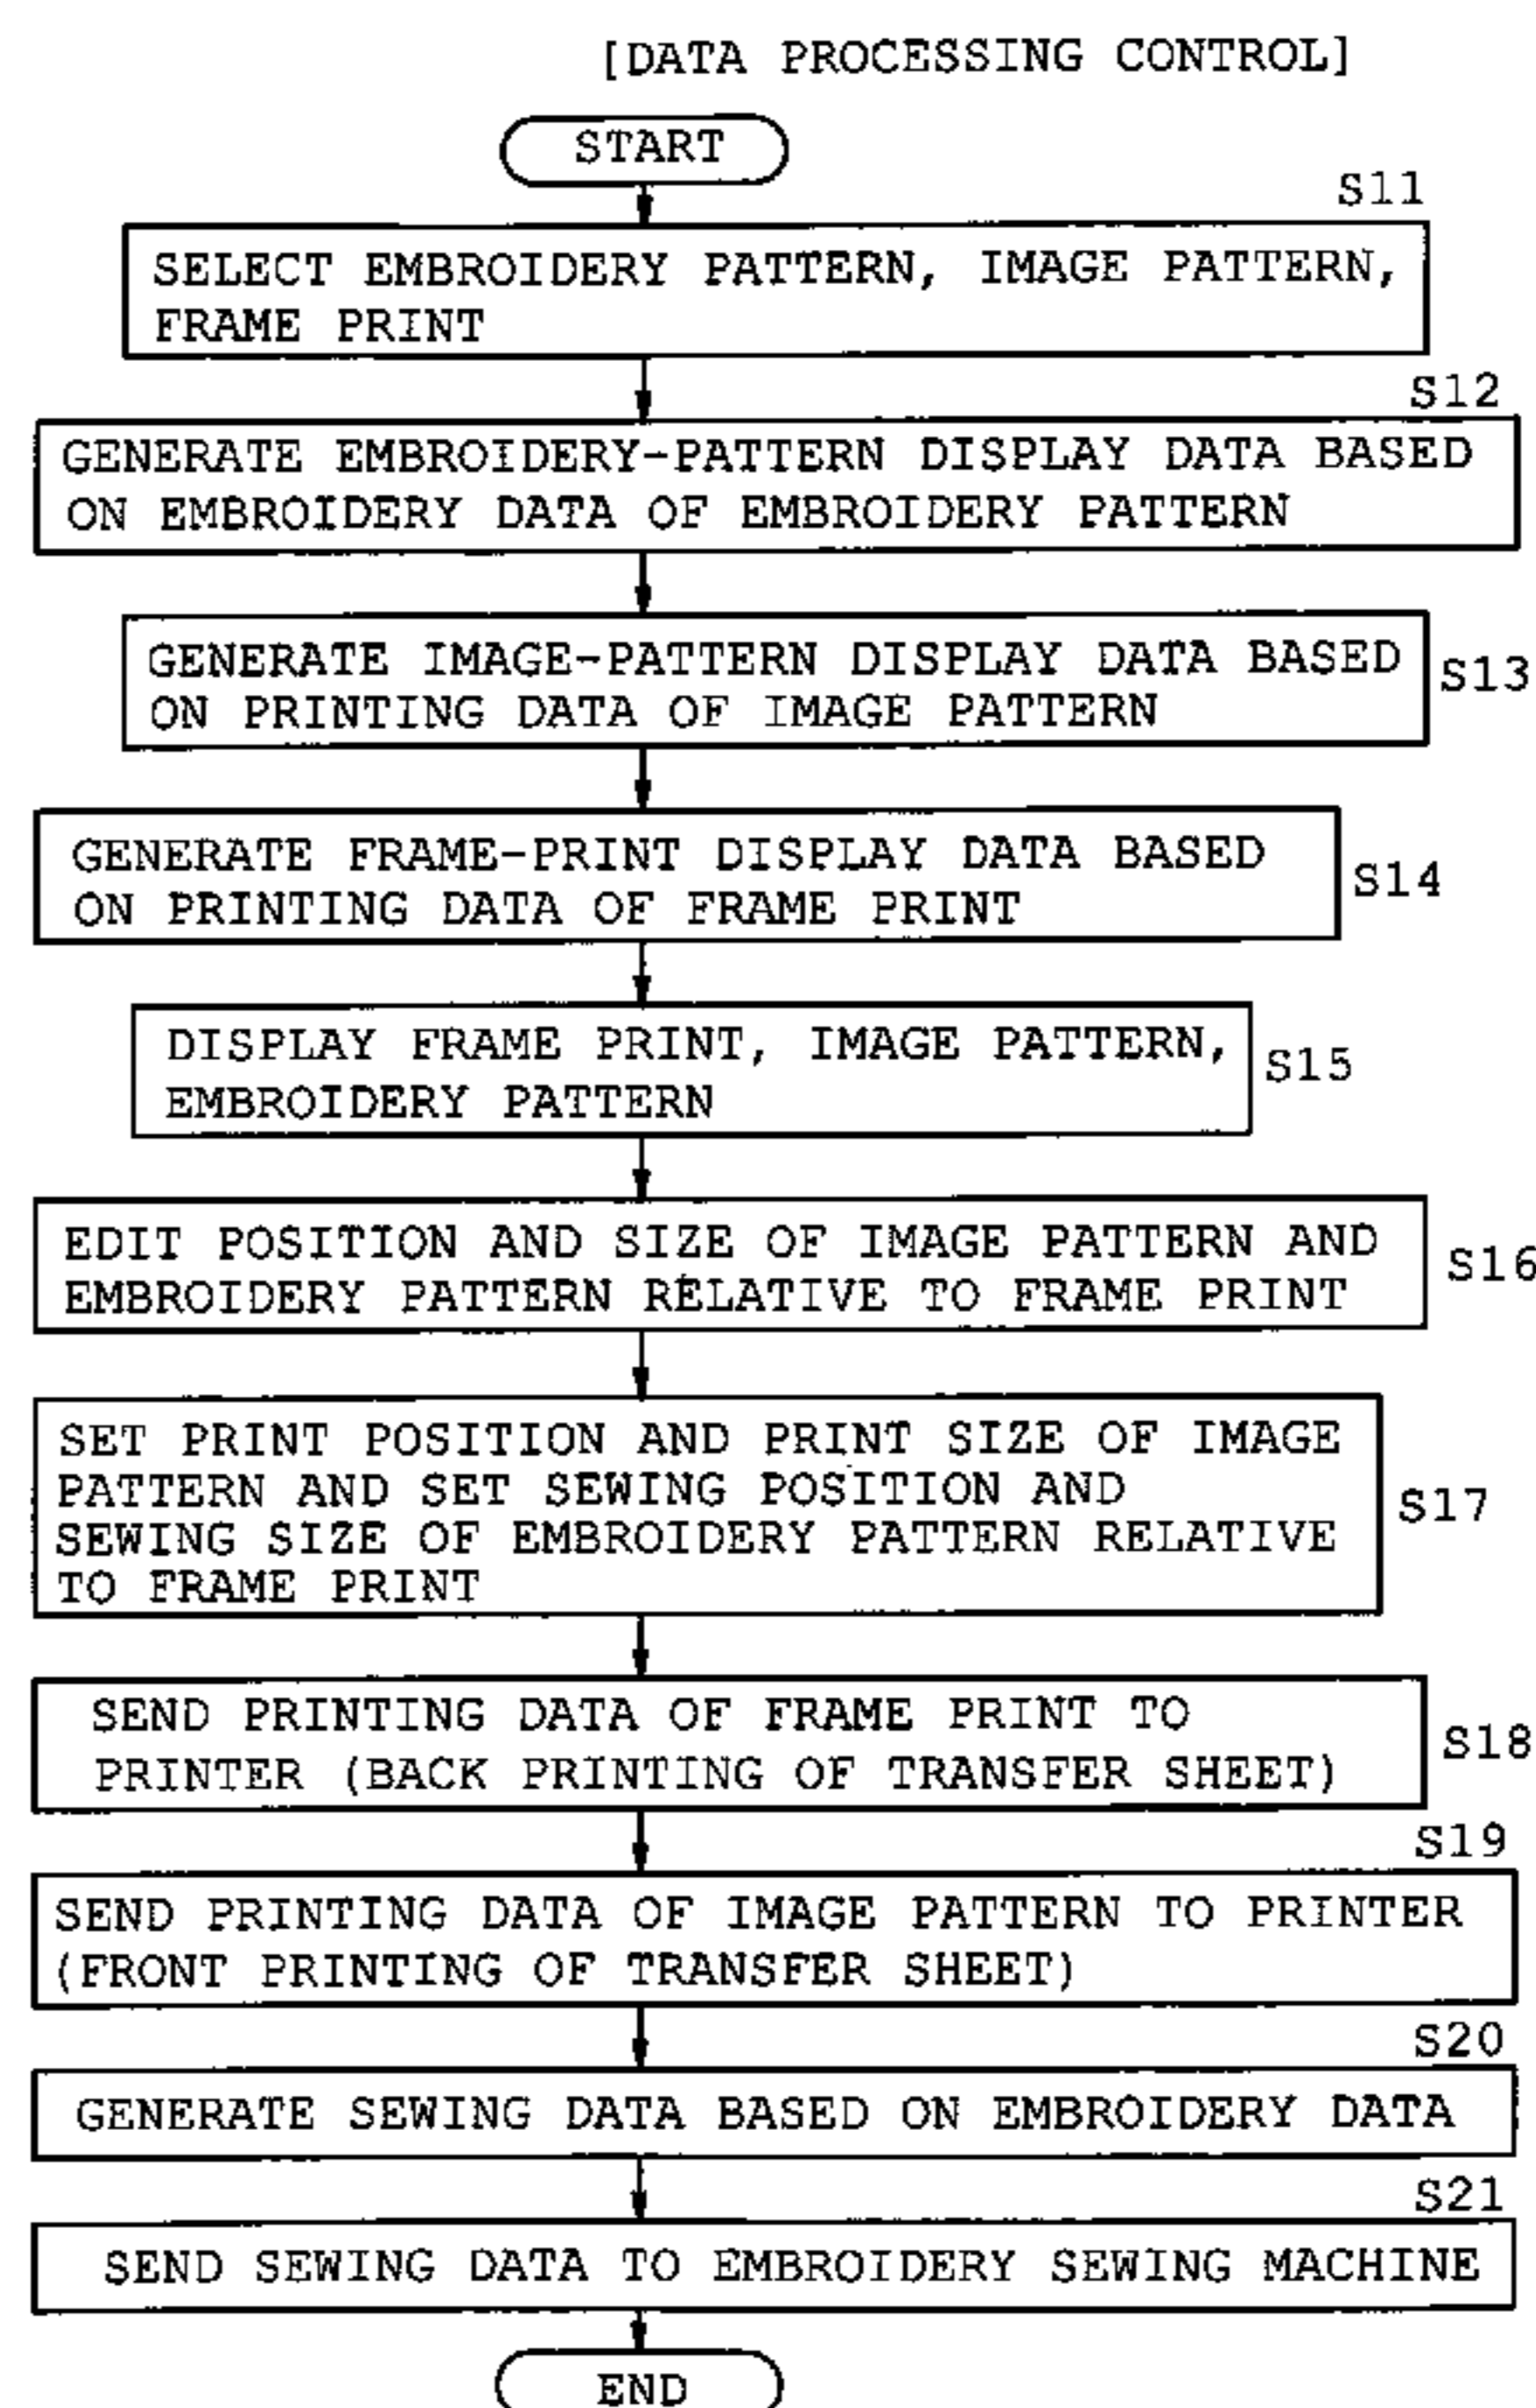 [DATA PROCESSING CONTROL]
START
S11
SELECT EMBROIDERY PATTERN, IMAGE PATTERN,
FRAME PRINT
S12
GENERATE EMBROIDERY-PATTERN DISPLAY DATA BASED
ON EMBROIDERY DATA OF EMBROIDERY PATTERN
GENERATE IMAGE-PATTERN DISPLAY DATA BASED
ON PRINTING DATA OF IMAGE PATTERN
S13
GENERATE FRAME-PRINT DISPLAY DATA BASED
ON PRINTING DATA OF FRAME PRINT
S14
DISPLAY FRAME PRINT, IMAGE PATTERN,
EMBROIDERY PATTERN
S15
EDIT POSITION AND SIZE OF IMAGE PATTERN AND
EMBROIDERY PATTERN RELATIVE TO FRAME PRINT
S16
SET PRINT POSITION AND PRINT SIZE OF IMAGE
PATTERN AND SET SEWING POSITION AND
SEWING SIZE OF EMBROIDERY PATTERN RELATIVE
TO FRAME PRINT
S17
SEND PRINTING DATA OF FRAME PRINT TO
PRINTER (BACK PRINTING OF TRANSFER SHEET)
S18
S19
SEND PRINTING DATA OF IMAGE PATTERN TO PRINTER
(FRONT PRINTING OF TRANSFER SHEET)
S20
GENERATE SEWING DATA BASED ON EMBROIDERY DATA
S21
SEND SEWING DATA TO EMBROIDERY SEWING MACHINE
END